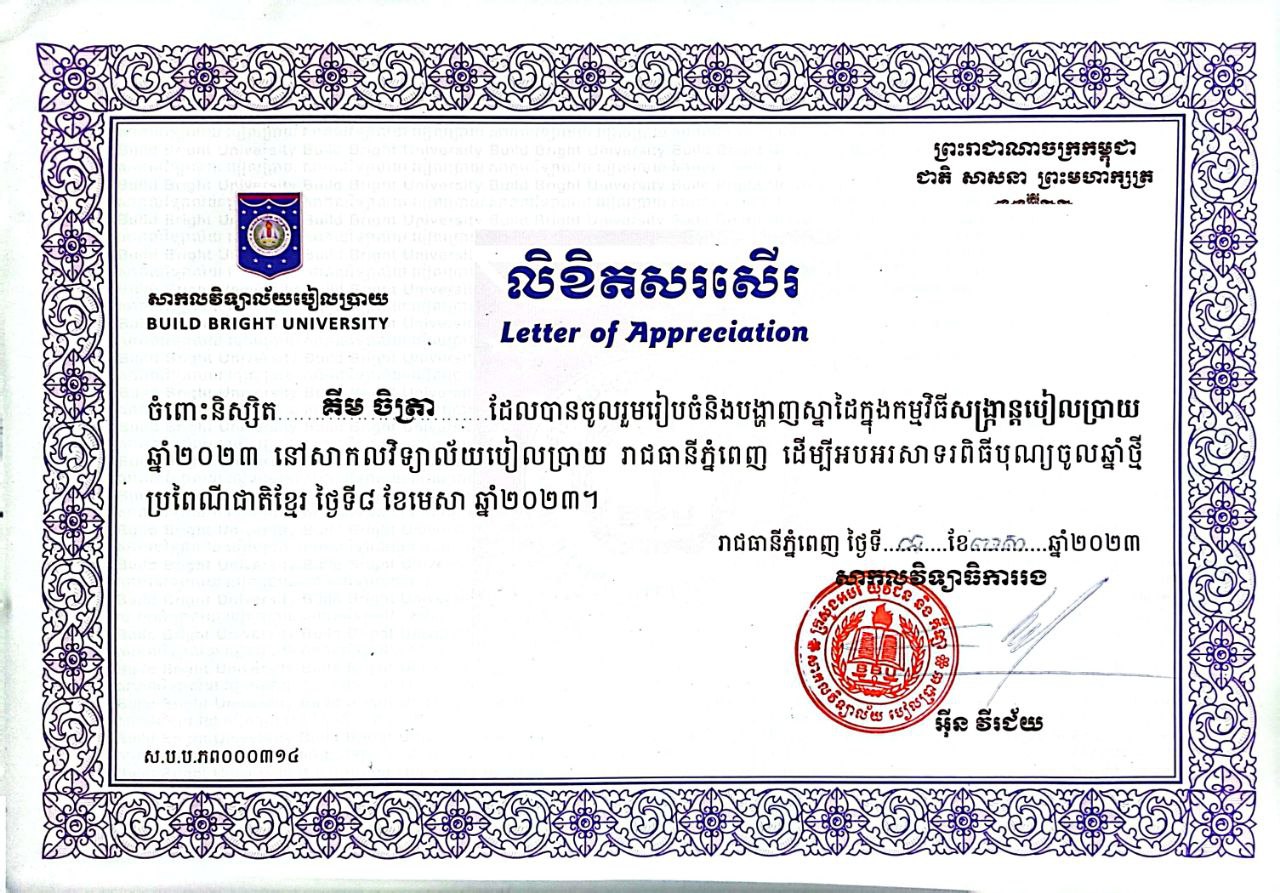 ព្រះរាជាណាចក្រកម្ពុជា
ជាតិ សាសនា ព្រះមហាក្សត្រ
សាកលវិទ្យាល័យបៀលប្រាយ
BUILD BRIGHT UNIVERSITY
លិខិតសរសើរ
Letter of Appreciation
ចំពោះនិស្សិត.....គីម ចិត្រា.....ដែលបានចូលរួមរៀបចំនិងបង្ហាញស្នាដៃក្នុងកម្មវិធីសង្ក្រាន្តបៀលប្រាយ
ឆ្នាំ២០២៣ នៅសាកលវិទ្យាល័យបៀលប្រាយ រាជធានីភ្នំពេញ ដើម្បីអបអរសាទរពិធីបុណ្យចូលឆ្នាំថ្មី
ប្រពៃណីជាតិខ្មែរ ថ្ងៃទី៨ ខែមេសា ឆ្នាំ២០២៣។
រាជធានីភ្នំពេញ ថ្ងៃទី......ខែ......ឆ្នាំ២០២៣
សាកលវិទ្យាធិការរង
សាកលវិទ្យាល័យ បៀលប្រាយ
អ៊ីន វីរជ័យ
ស.ប.ប.ភព០០០៣១៤